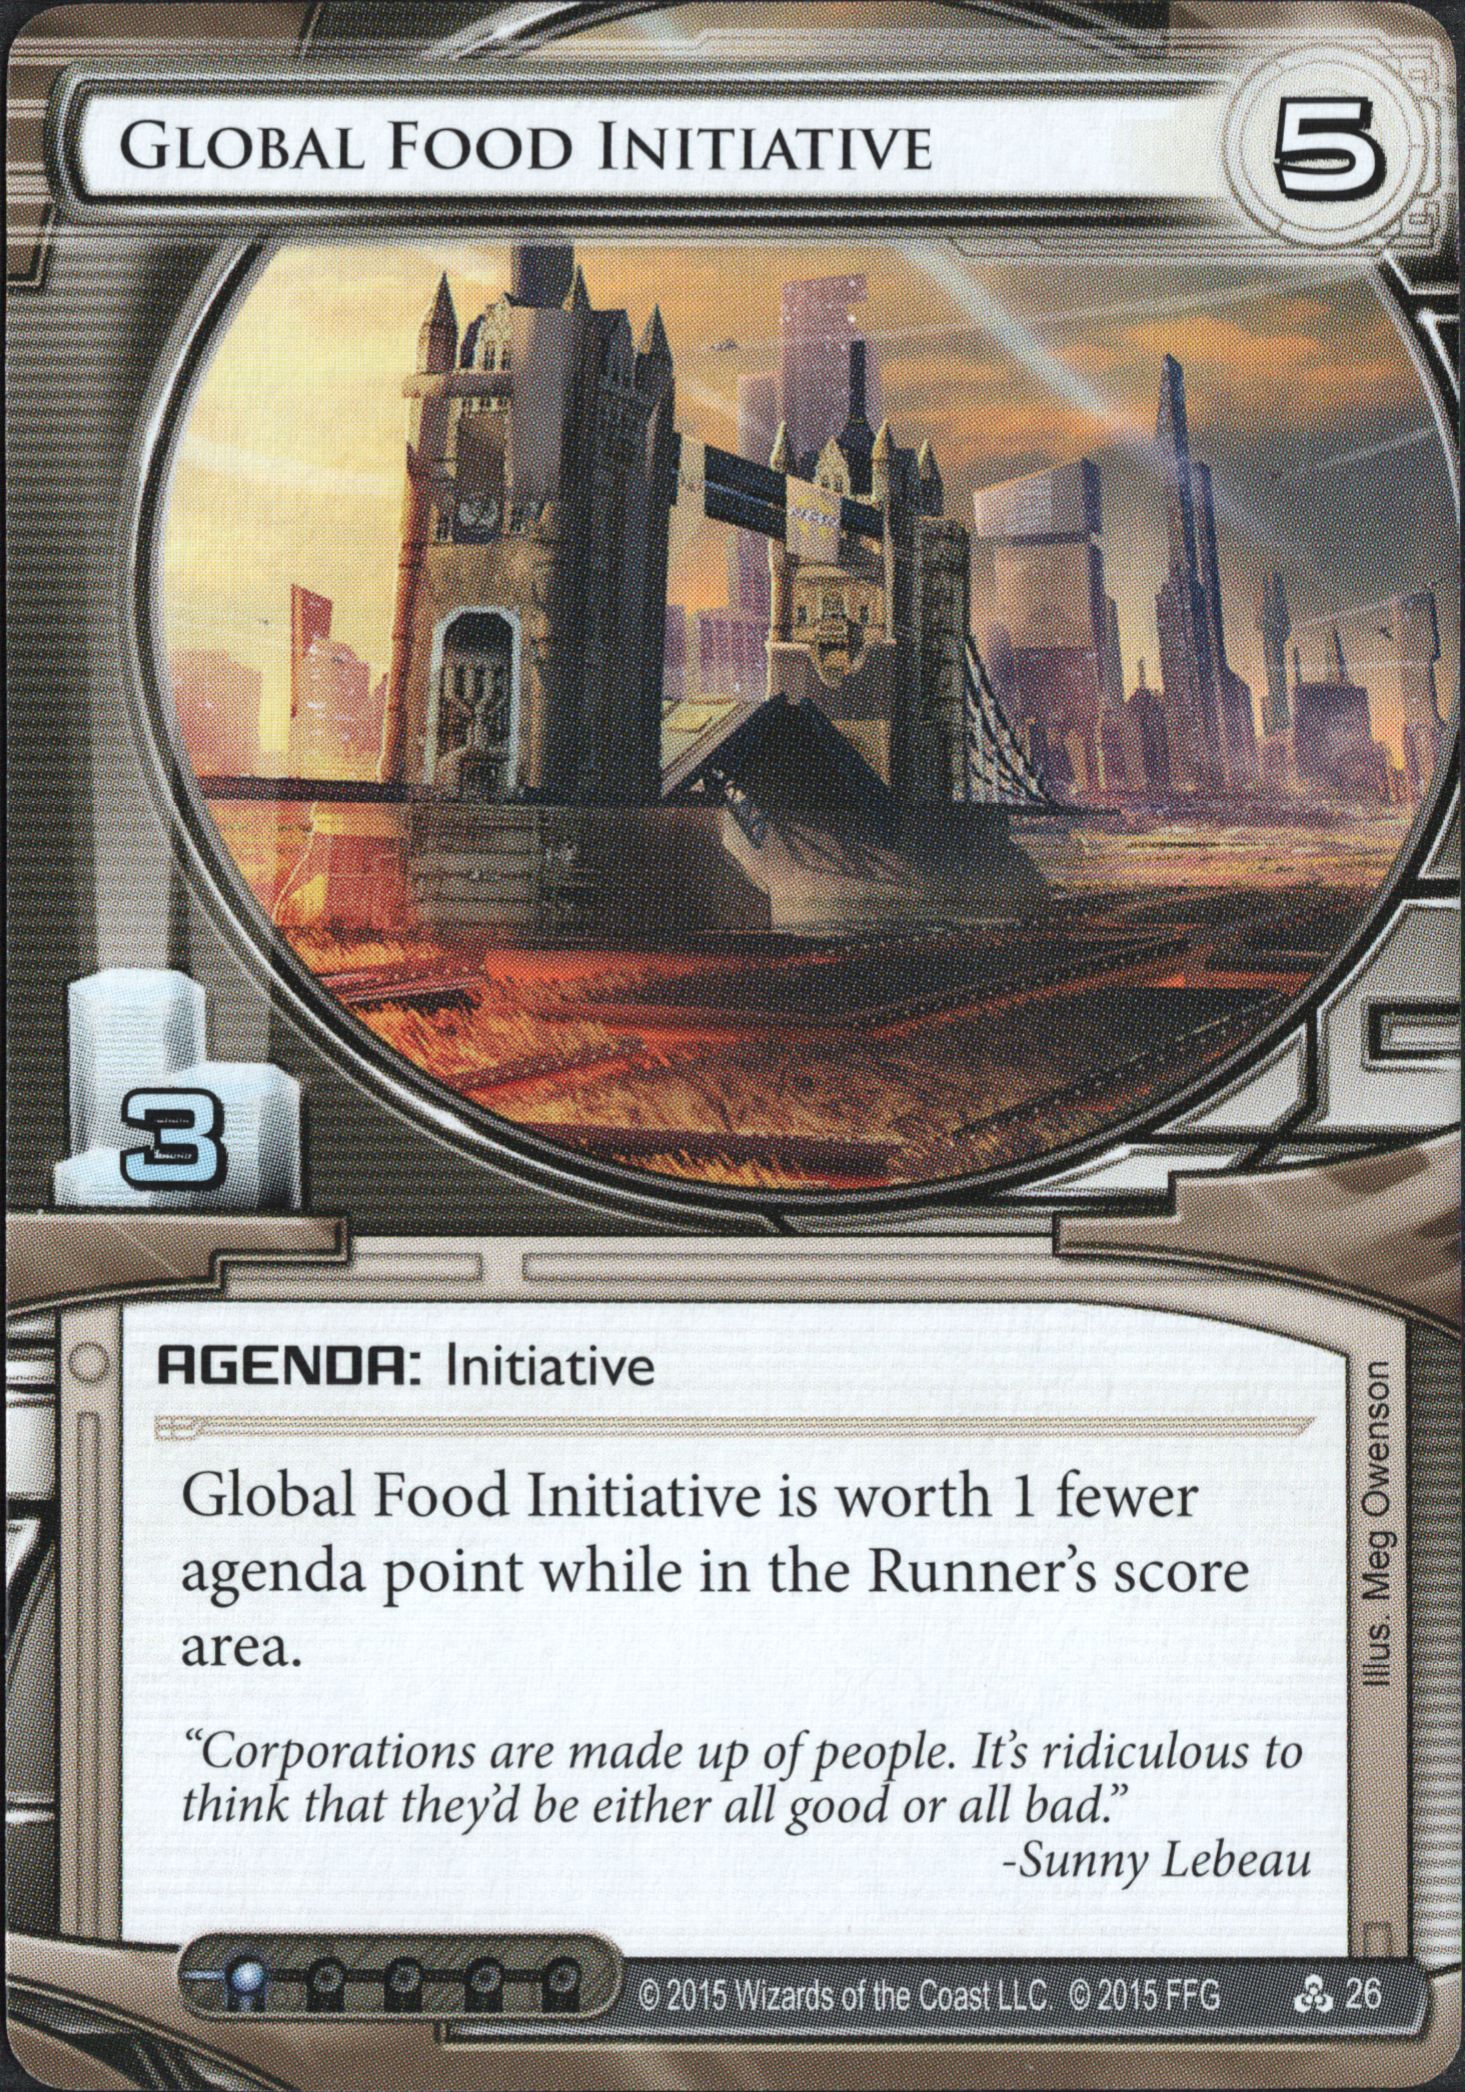 GLOBAL FOOD INITIATIVE
5
3
AGENDA: Initiative
Global Food Initiative is worth 1 fewer
agenda point while in the Runner’s score
area.
“Corporations are made up of people. It’s ridiculous to
think that they’d be either all good or all bad.”
-Sunny Lebeau
Illus. Meg Owenson
© 2015 Wizards of the Coast LLC. © 2015 FFG
26